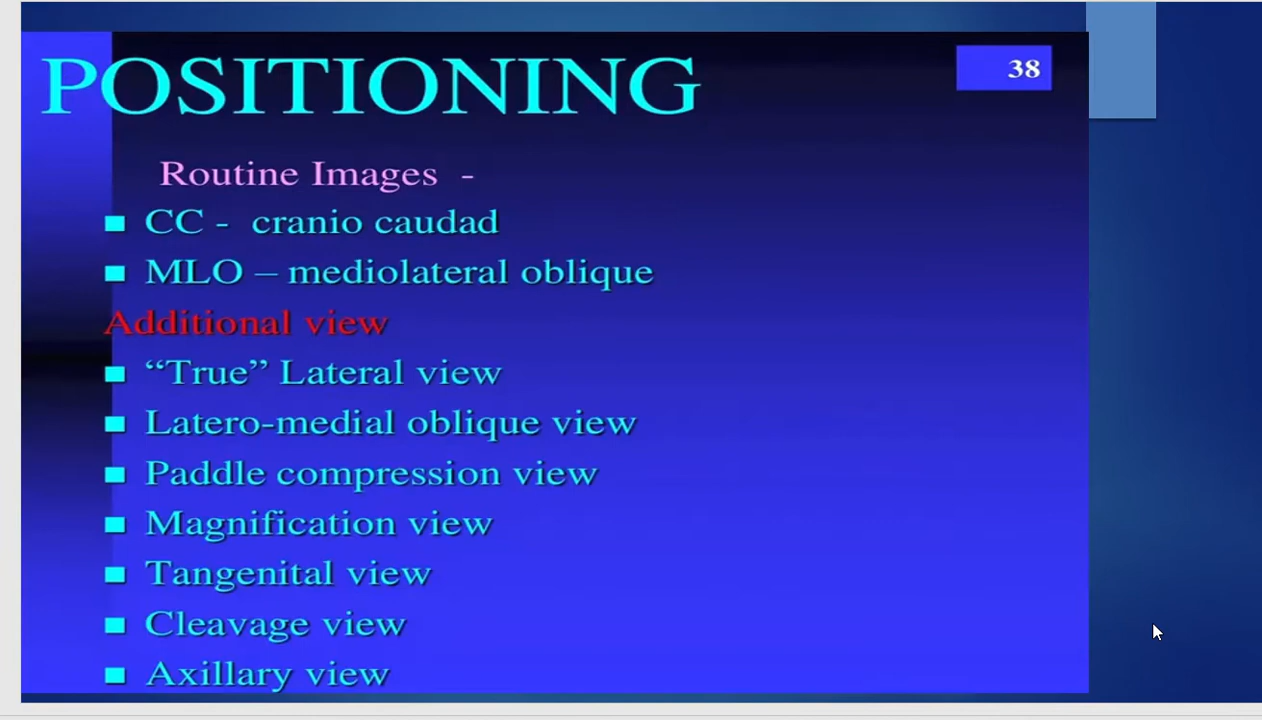 POSITIONING
38
Routine Images -
CC - cranio caudad
MLO – mediolateral oblique
Additional view
“True” Lateral view
Latero-medial oblique view
Paddle compression view
Magnification view
Tangenital view
Cleavage view
Axillary view